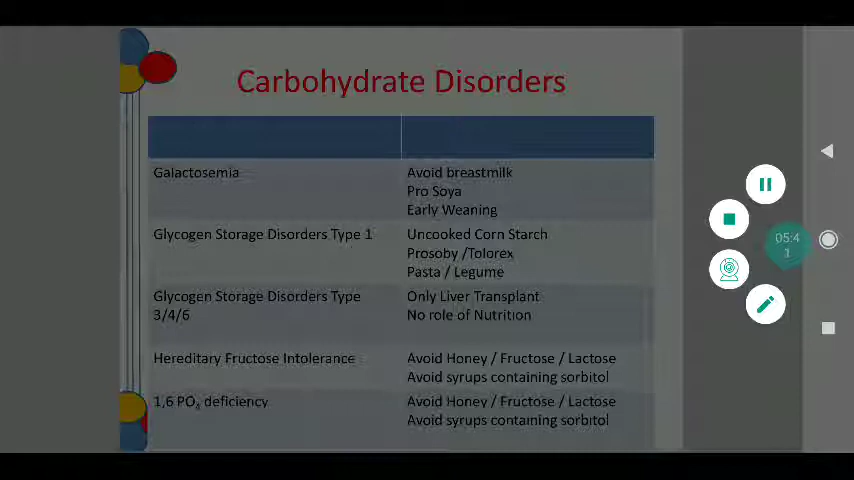 Carbohydrate Disorders
Galactosemia
Avoid breastmilk
Pro Soya
Early Weaning
Glycogen Storage Disorders Type 1
Uncooked Corn Starch
Prosoby /Tolorex
Pasta / Legume
Glycogen Storage Disorders Type
3/4/6
Only Liver Transplant
No role of Nutrition
Hereditary Fructose Intolerance
Avoid Honey / Fructose / Lactose
Avoid syrups containing sorbitol
1,6 PO₄ deficiency
Avoid Honey / Fructose / Lactose
Avoid syrups containing sorbitol
05:4
1